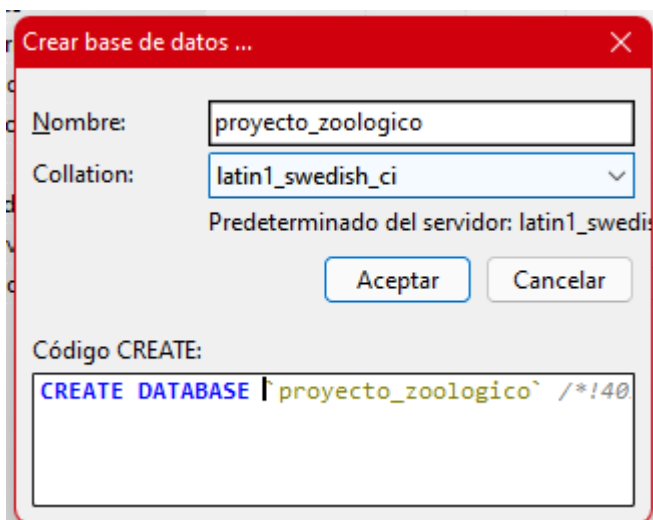 Crear base de datos ...
Nombre: proyecto_zoologico
Collation: latin1_swedish_ci
Predeterminado del servidor: latin1_swedis
Aceptar Cancelar
Código CREATE:
CREATE DATABASE `proyecto_zoologico` /*!40